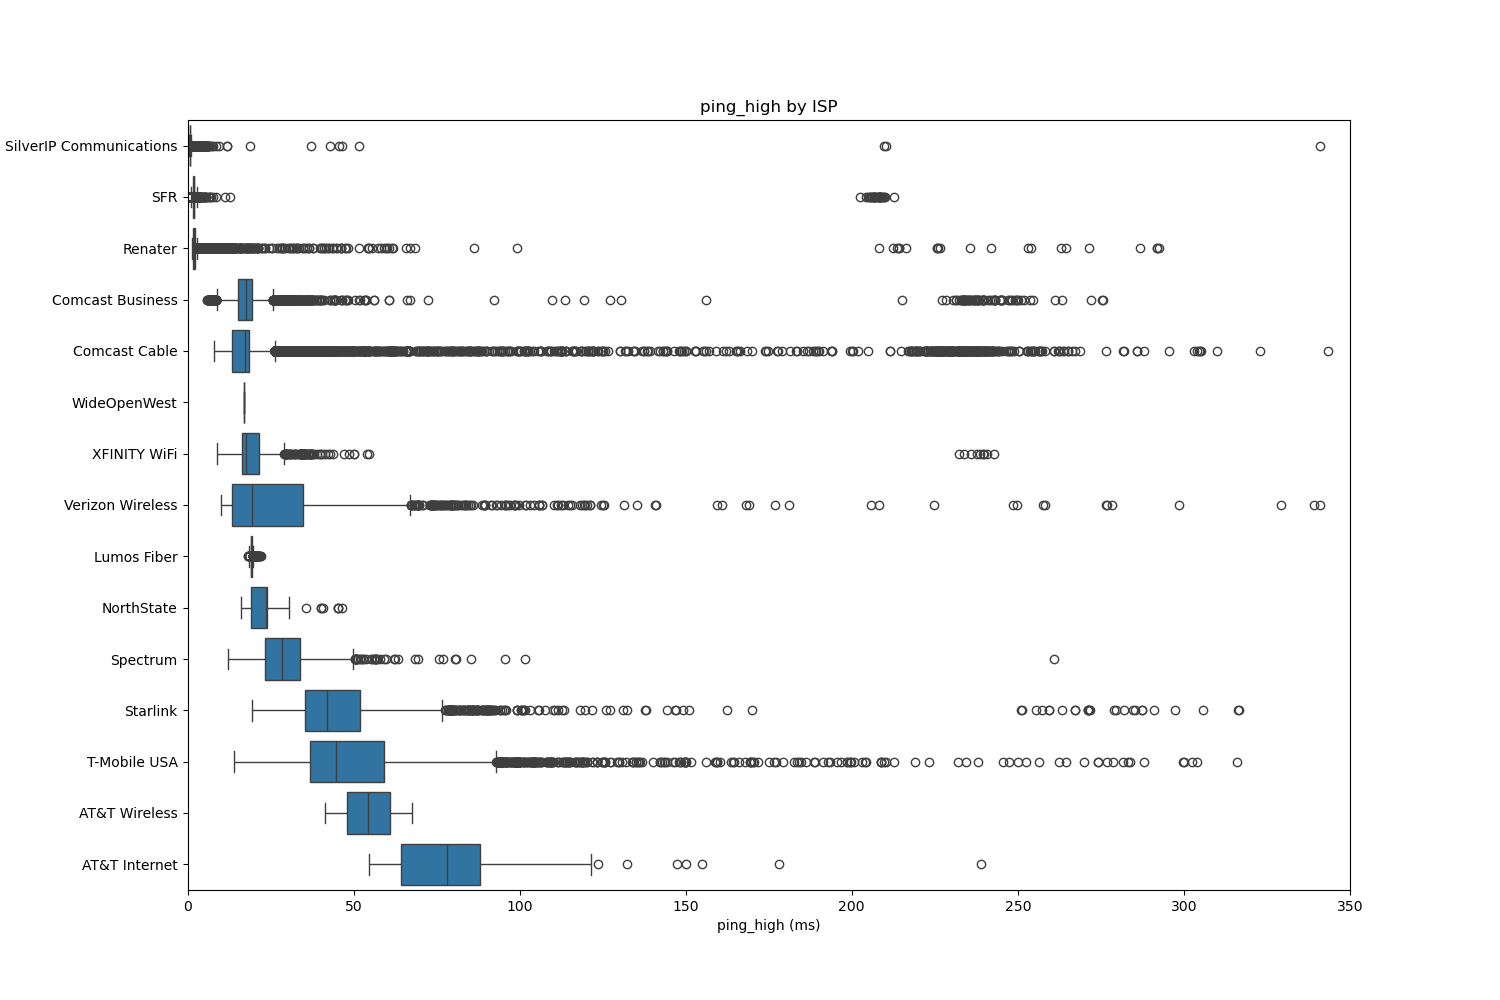 ping_high by ISP
SilverIP Communications
SFR
Renater
Comcast Business
Comcast Cable
WideOpenWest
XFINITY WiFi
Verizon Wireless
Lumos Fiber
NorthState
Spectrum
Starlink
T-Mobile USA
AT&T Wireless
AT&T Internet
0 50 100 150 200 250 300 350
ping_high (ms)